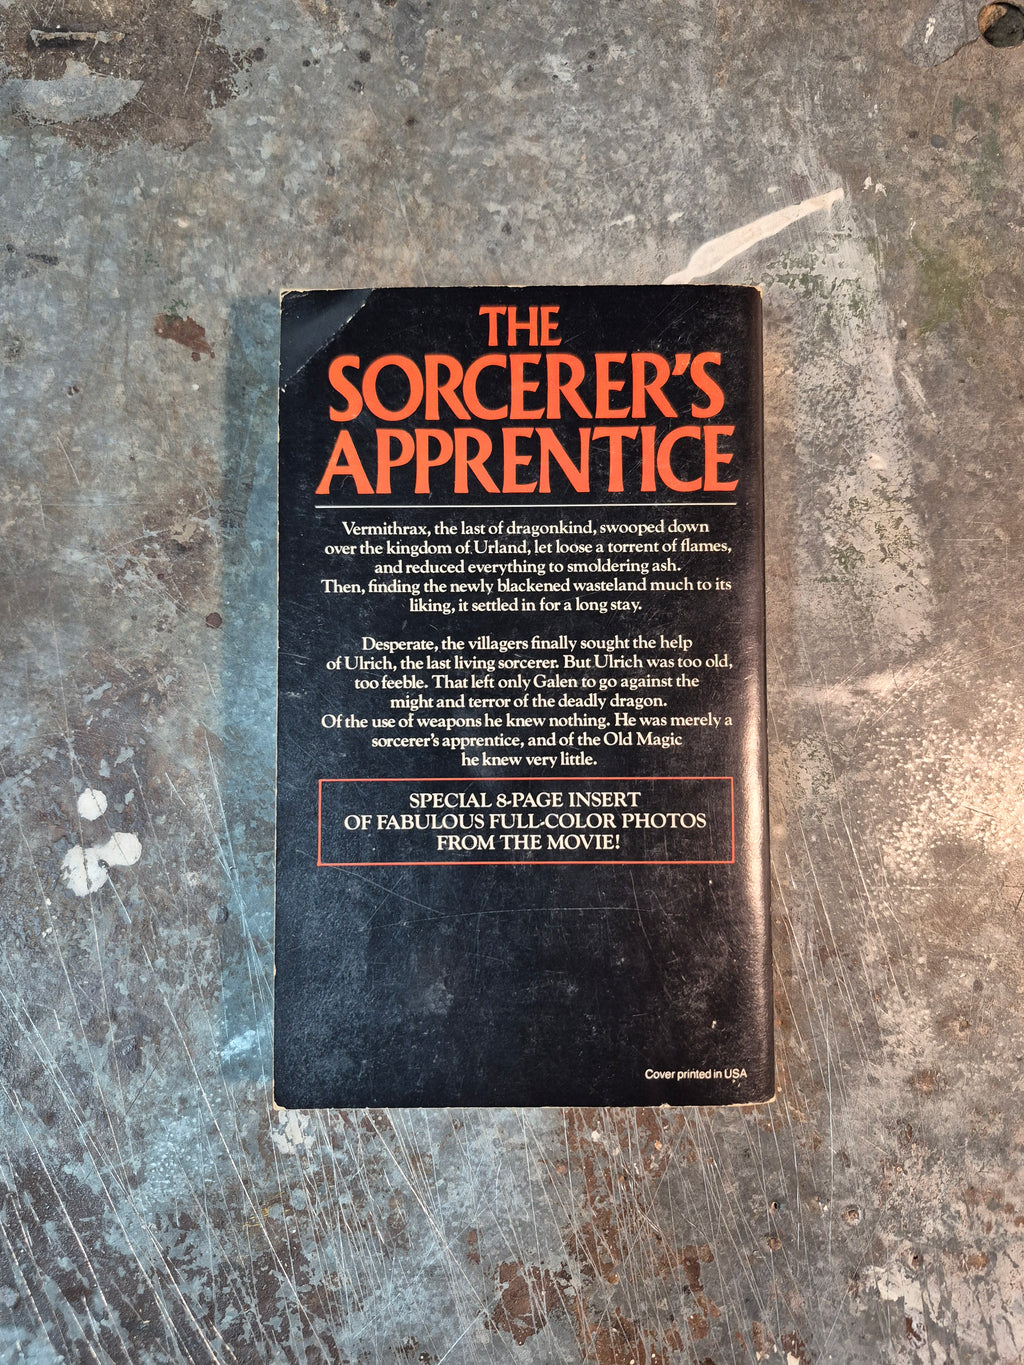 THE
SORCERER'S
APPRENTICE
Vermithrax, the last of dragonkind, swooped down
over the kingdom of Urland, let loose a torrent of flames,
and reduced everything to smoldering ash.
Then, finding the newly blackened wasteland much to its
liking, it settled in for a long stay.
Desperate, the villagers finally sought the help
of Ulrich, the last living sorcerer. But Ulrich was too old,
too feeble. That left only Galen to go against the
might and terror of the deadly dragon.
Of the use of weapons he knew nothing. He was merely a
sorcerer's apprentice, and of the Old Magic
he knew very little.
SPECIAL 8-PAGE INSERT
OF FABULOUS FULL-COLOR PHOTOS
FROM THE MOVIE!
Cover printed in USA